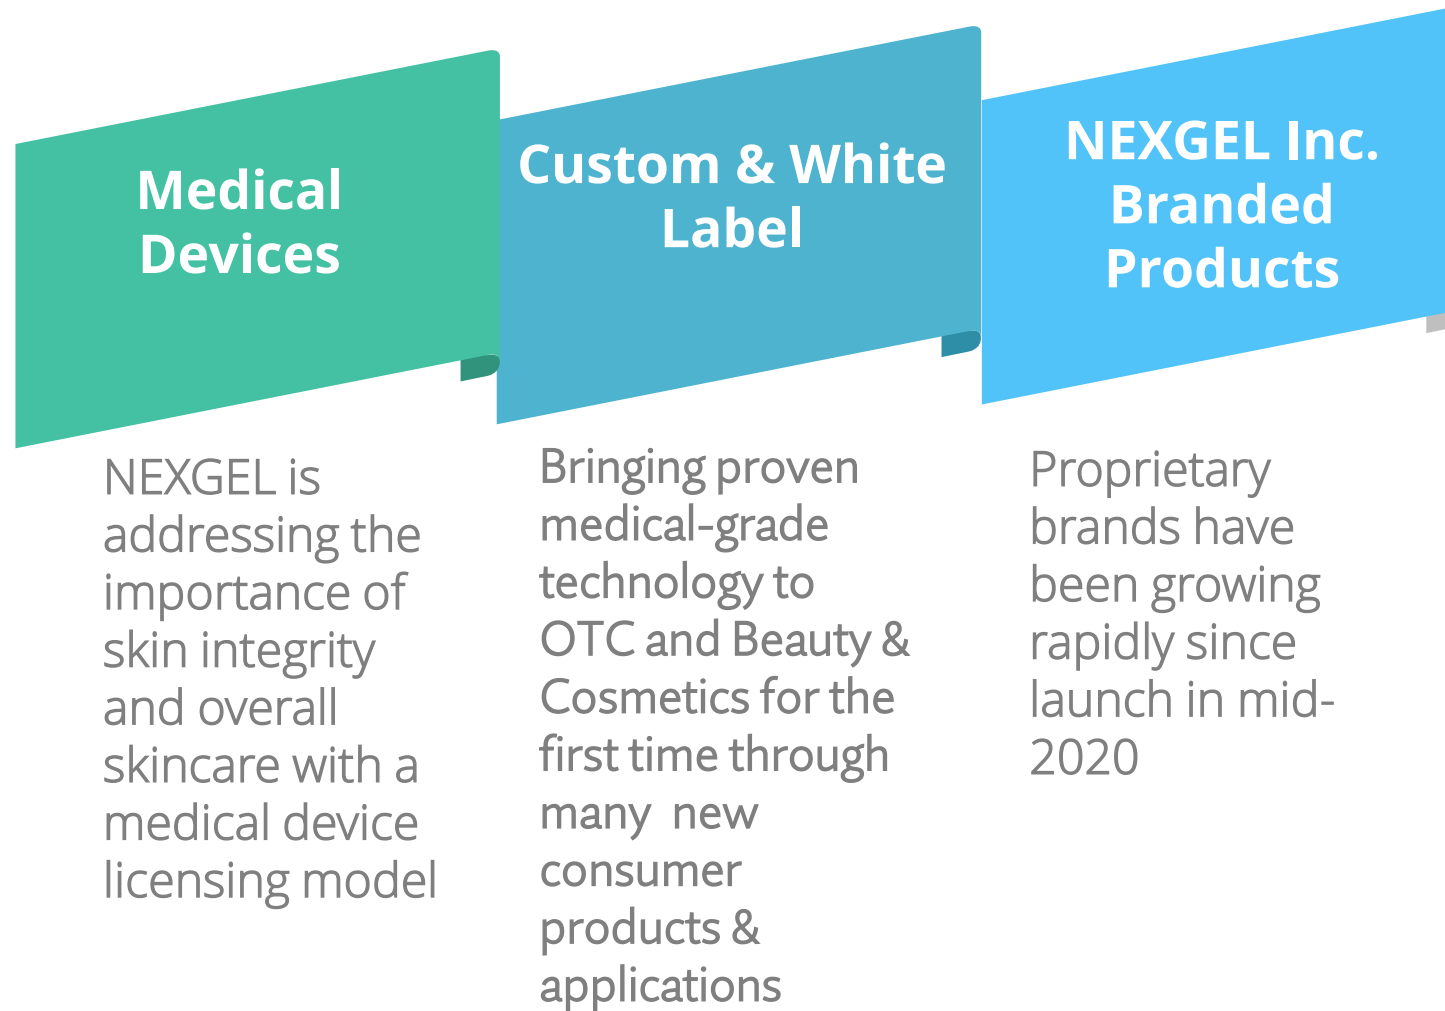 Medical
Devices
Custom & White
Label
NEXGEL Inc.
Branded
Products
NEXGEL is
addressing the
importance of
skin integrity
and overall
skincare with a
medical device
licensing model
Bringing proven
medical-grade
technology to
OTC and Beauty &
Cosmetics for the
first time through
many  new
consumer
products &
applications
Proprietary
brands have
been growing
rapidly since
launch in mid-
2020